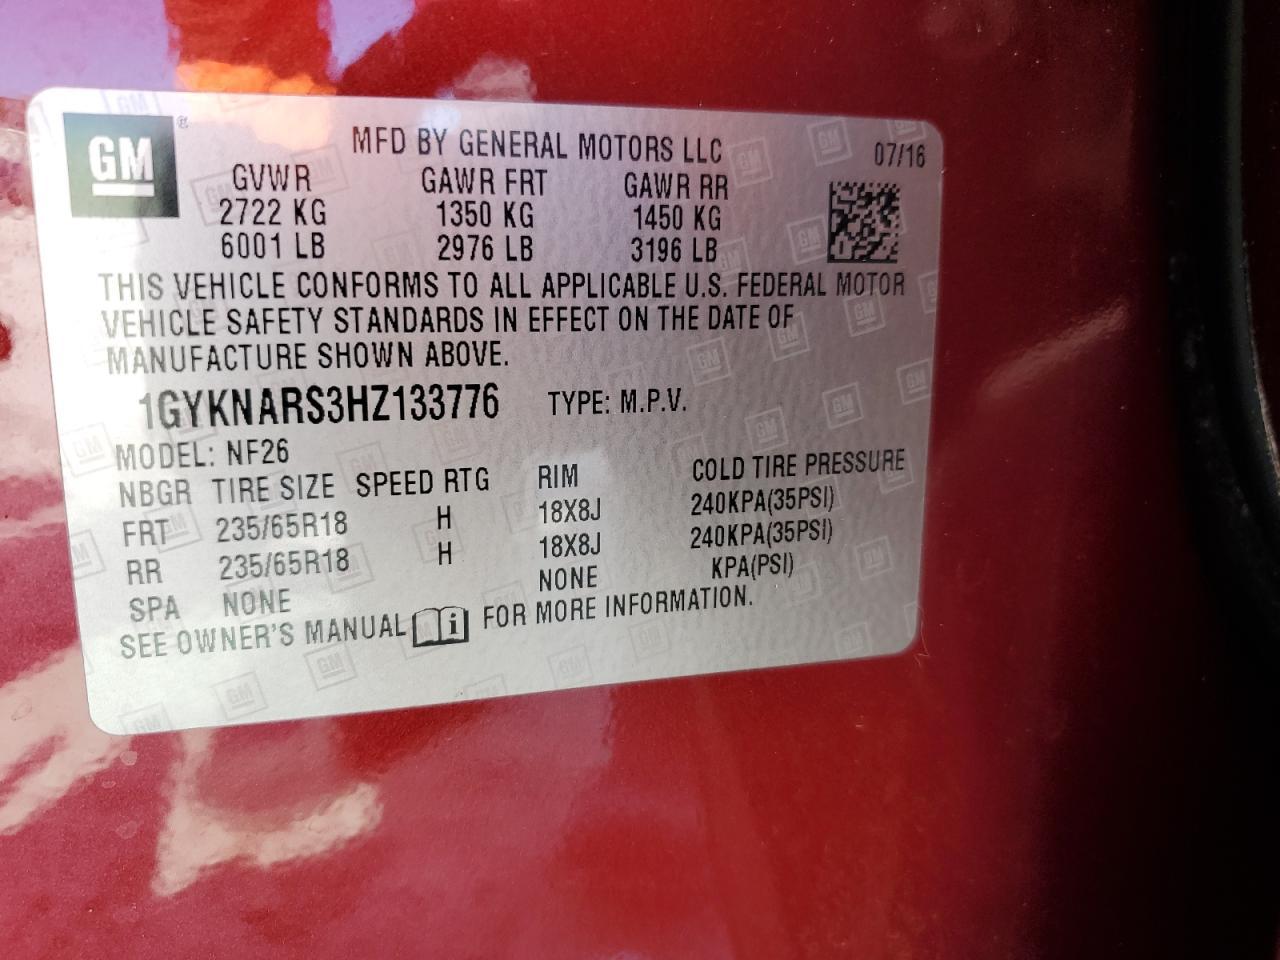 GM®
MFD BY GENERAL MOTORS LLC 07/16
GVWR GAWR FRT GAWR RR
2722 KG 1350 KG 1450 KG
6001 LB 2976 LB 3196 LB
THIS VEHICLE CONFORMS TO ALL APPLICABLE U.S. FEDERAL MOTOR
VEHICLE SAFETY STANDARDS IN EFFECT ON THE DATE OF
MANUFACTURE SHOWN ABOVE.
1GYKNARS3HZ133776 TYPE: M.P.V.
MODEL: NF26
NBGR TIRE SIZE SPEED RTG RIM COLD TIRE PRESSURE
FRT 235/65R18 H 18X8J 240KPA(35PSI)
RR 235/65R18 H 18X8J 240KPA(35PSI)
SPA NONE NONE KPA(PSI)
SEE OWNER'S MANUAL i FOR MORE INFORMATION.